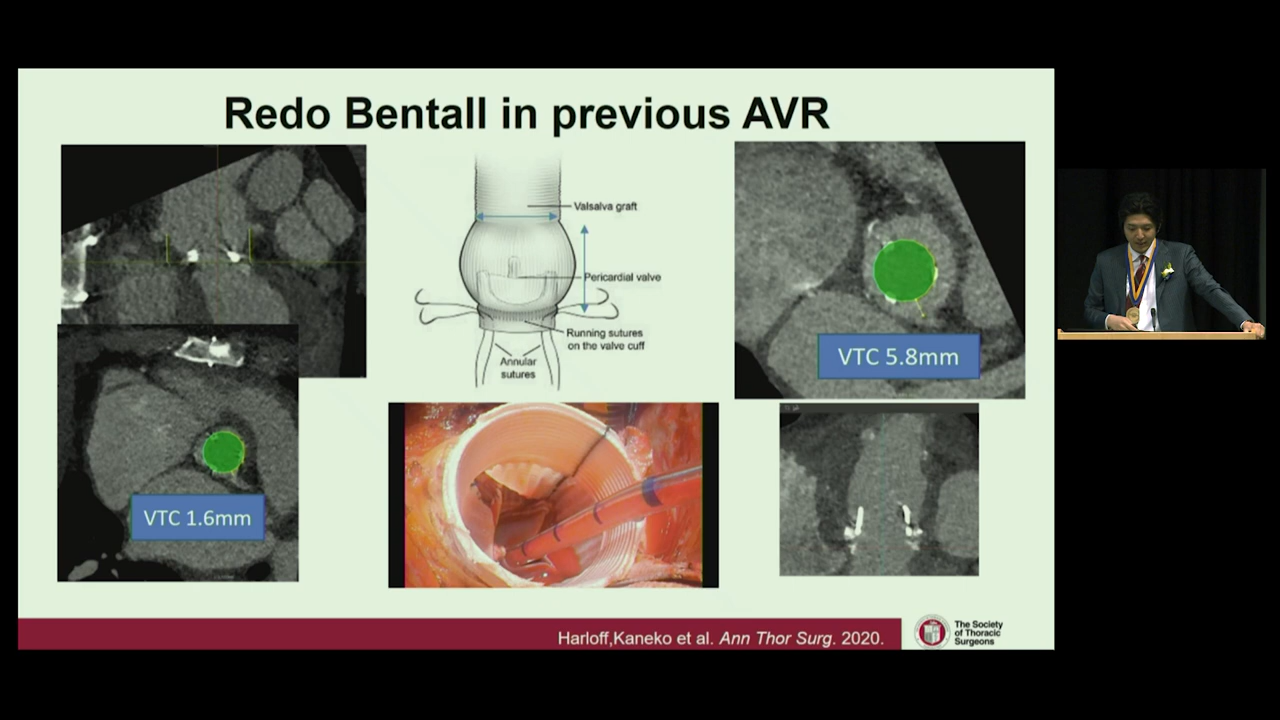 Redo Bentall in previous AVR
Valsalva graft
Pericardial valve
Running sutures
on the valve cuff
Annular
sutures
VTC 5.8mm
VTC 1.6mm
Harloff,Kaneko et al. Ann Thor Surg. 2020.
The Society
of Thoracic
Surgeons